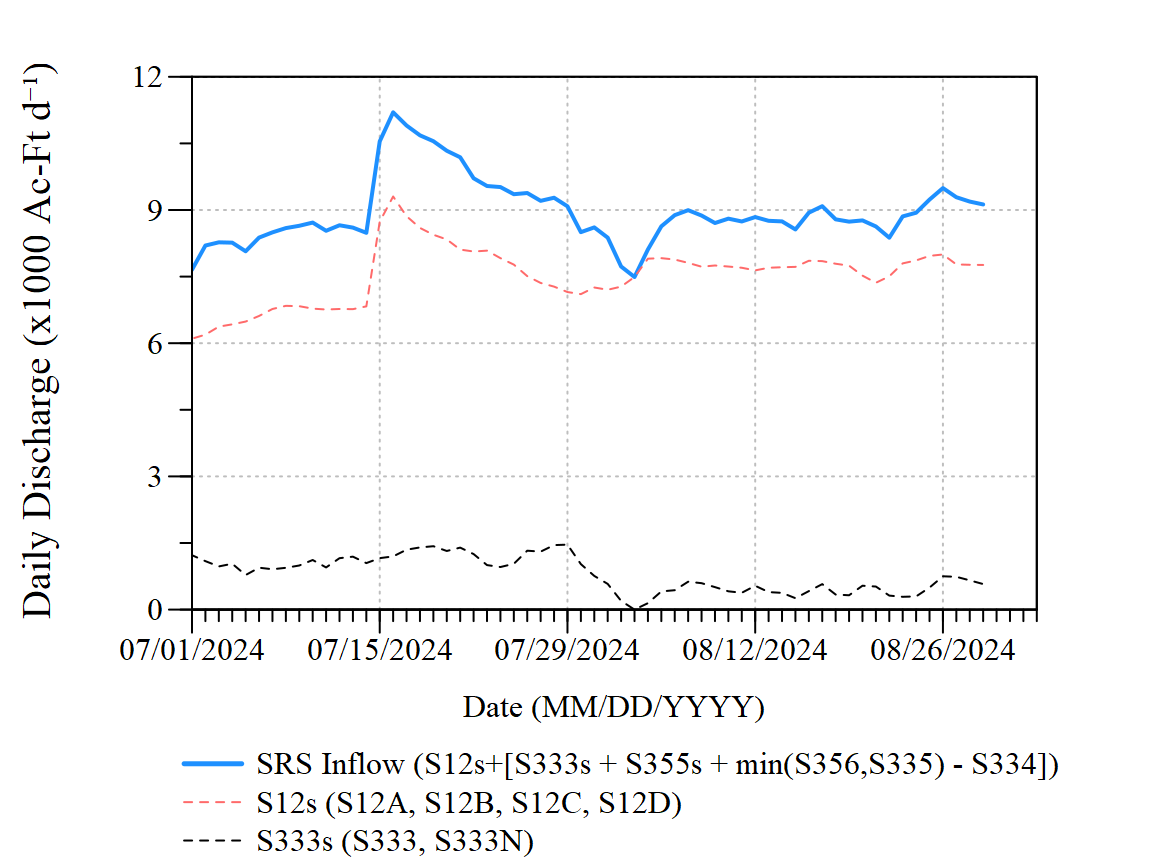 Daily Discharge (x1000 Ac-Ft d⁻¹)
12
9
6
3
0
07/01/2024 07/15/2024 07/29/2024 08/12/2024 08/26/2024
Date (MM/DD/YYYY)
SRS Inflow (S12s+[S333s + S355s + min(S356,S335) - S334])
S12s (S12A, S12B, S12C, S12D)
S333s (S333, S333N)